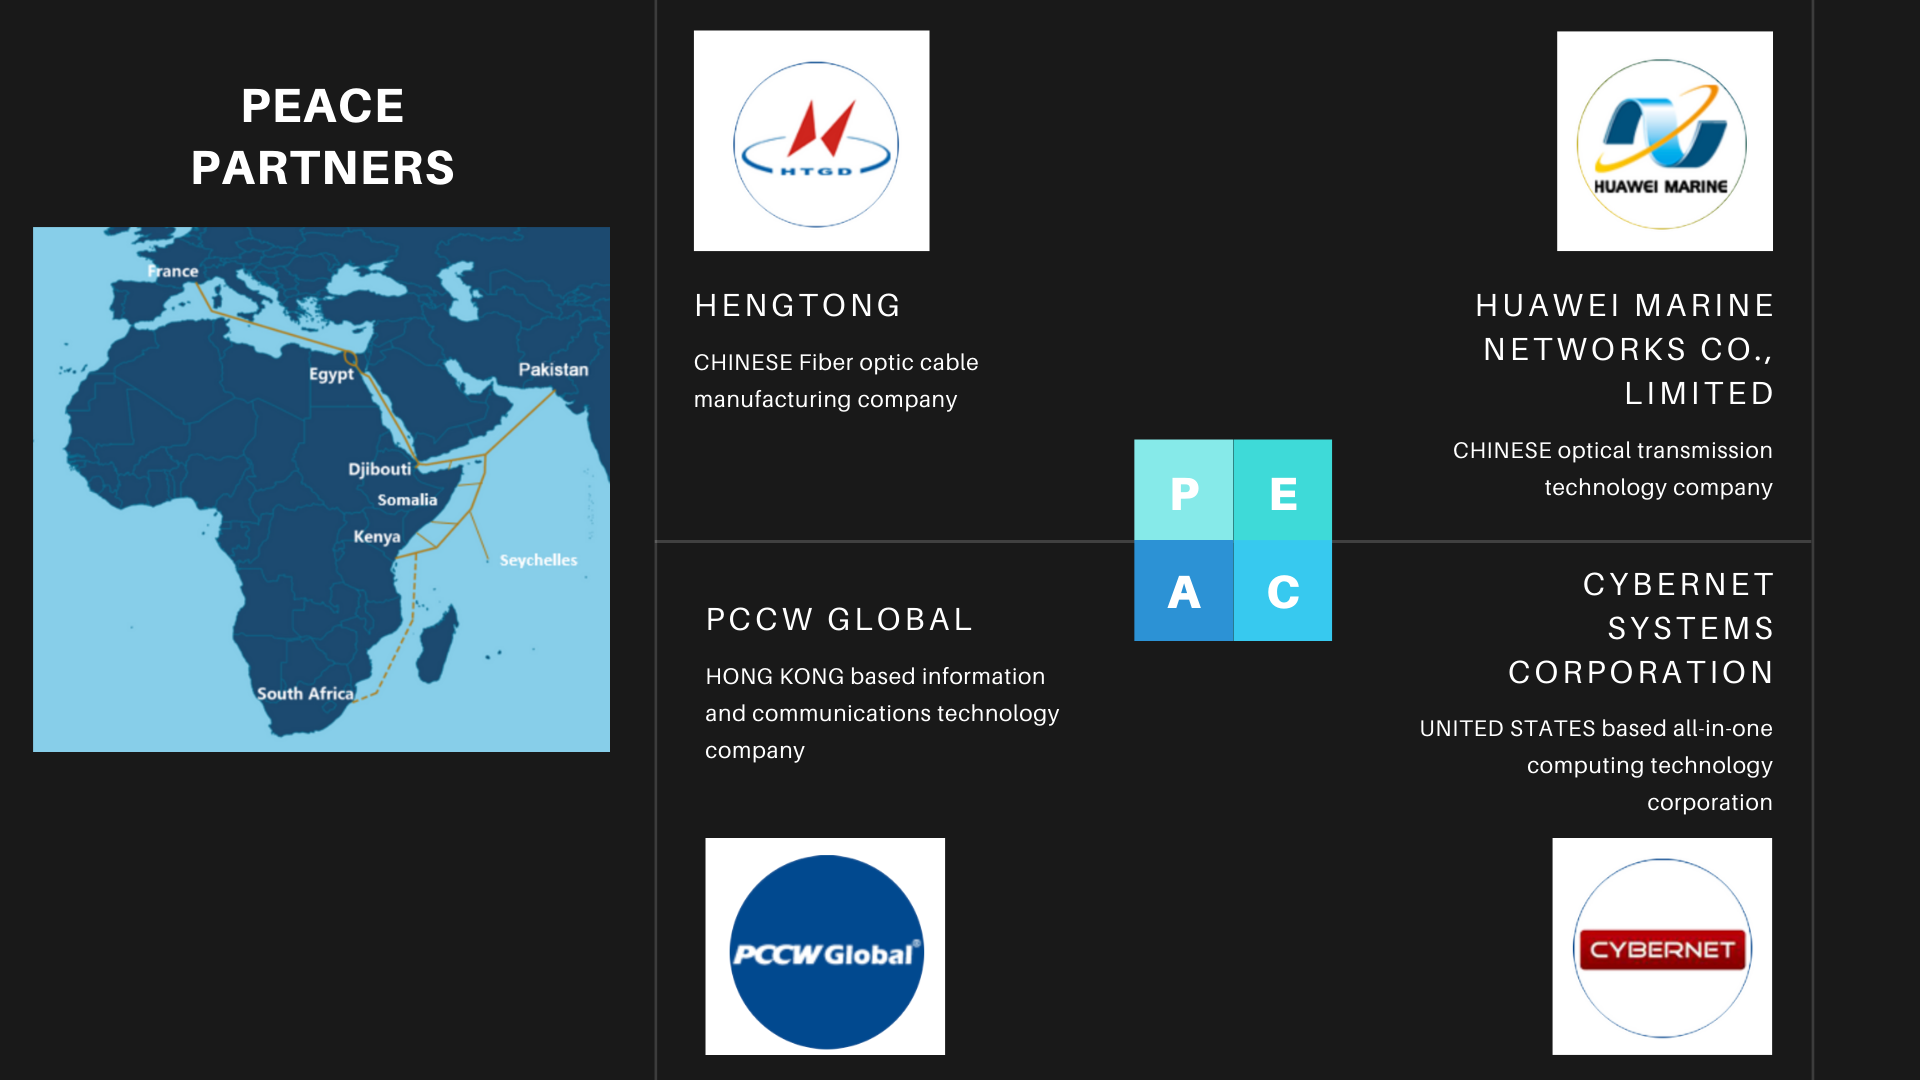 PEACE
PARTNERS
France
Egypt
Pakistan
Djibouti
Somalia
Kenya
Seychelles
South Africa
HTGD
HENGTONG
CHINESE Fiber optic cable
manufacturing company
HUAWEI MARINE
HUAWEI MARINE
NETWORKS CO.,
LIMITED
CHINESE optical transmission
technology company
P E
A C
PCCW GLOBAL
HONG KONG based information
and communications technology
company
PCCW Global®
CYBERNET
SYSTEMS
CORPORATION
UNITED STATES based all-in-one
computing technology
corporation
CYBERNET